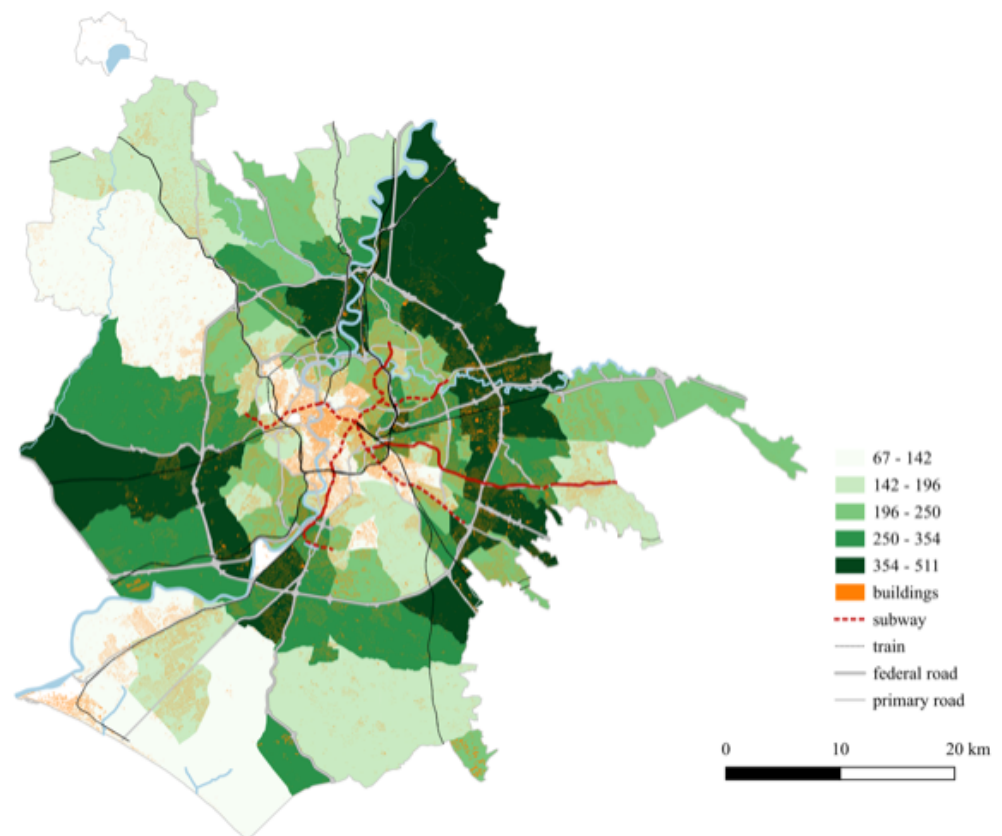 67 - 142
142 - 196
196 - 250
250 - 354
354 - 511
buildings
subway
train
federal road
primary road
0 10 20 km